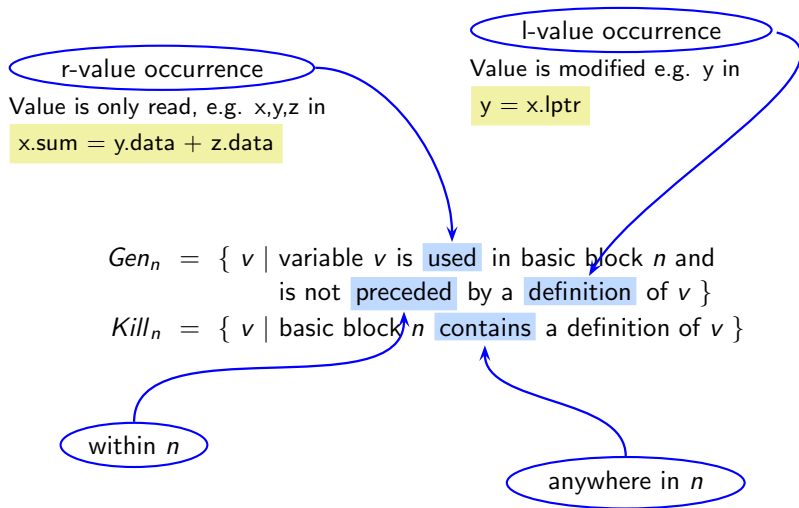 r-value occurrence
Value is only read, e.g. x,y,z in
x.sum = y.data + z.data
l-value occurrence
Value is modified e.g. y in
y = x.lptr
Genₙ = { v | variable v is used in basic block n and
is not preceded by a definition of v }
Killₙ = { v | basic block n contains a definition of v }
within n
anywhere in n